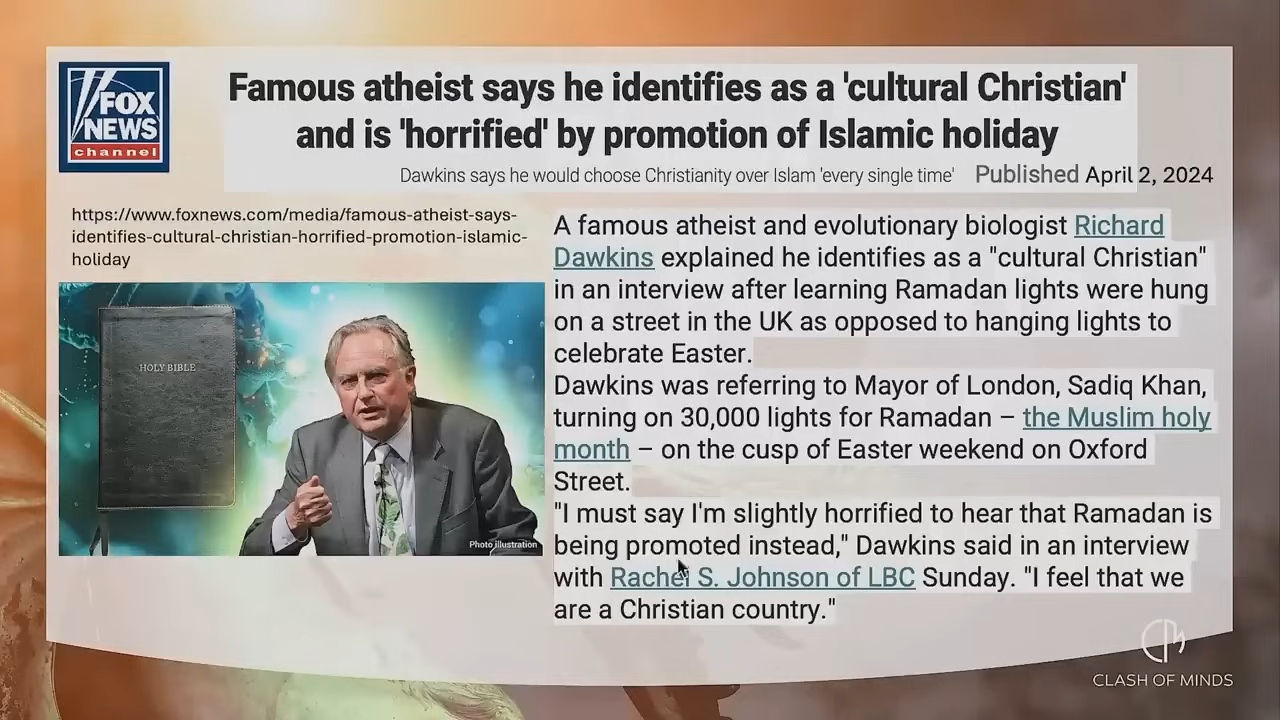 FOX
NEWS
channel
Famous atheist says he identifies as a 'cultural Christian'
and is 'horrified' by promotion of Islamic holiday
Dawkins says he would choose Christianity over Islam 'every single time' Published April 2, 2024
https://www.foxnews.com/media/famous-atheist-says-
identifies-cultural-christian-horrified-promotion-islamic-
holiday
HOLY BIBLE
Photo illustration
A famous atheist and evolutionary biologist Richard
Dawkins explained he identifies as a "cultural Christian"
in an interview after learning Ramadan lights were hung
on a street in the UK as opposed to hanging lights to
celebrate Easter.
Dawkins was referring to Mayor of London, Sadiq Khan,
turning on 30,000 lights for Ramadan – the Muslim holy
month – on the cusp of Easter weekend on Oxford
Street.
"I must say I'm slightly horrified to hear that Ramadan is
being promoted instead," Dawkins said in an interview
with Rachel S. Johnson of LBC Sunday. "I feel that we
are a Christian country."
CLASH OF MINDS